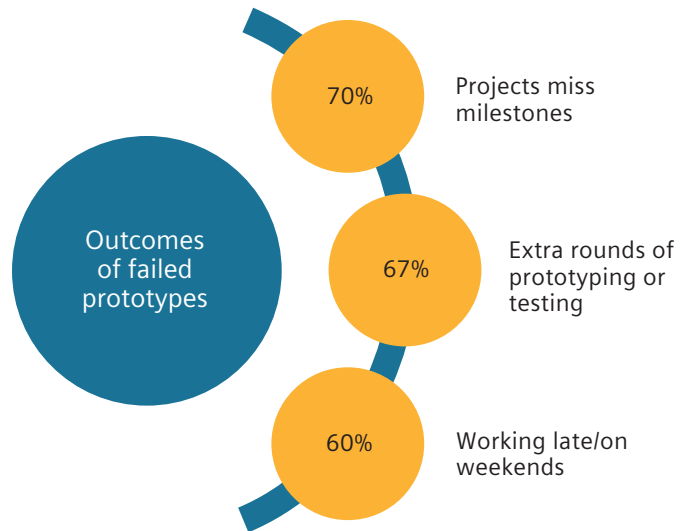 Outcomes
of failed
prototypes
70%
Projects miss
milestones
67%
Extra rounds of
prototyping or
testing
60%
Working late/on
weekends